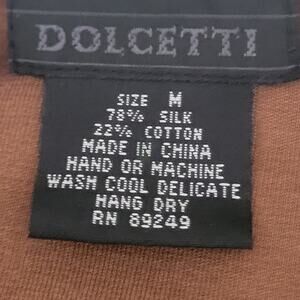 DOLCETTI
SIZE M
78% SILK
22% COTTON
MADE IN CHINA
HAND OR MACHINE
WASH COOL DELICATE
HANG DRY
RN 89249